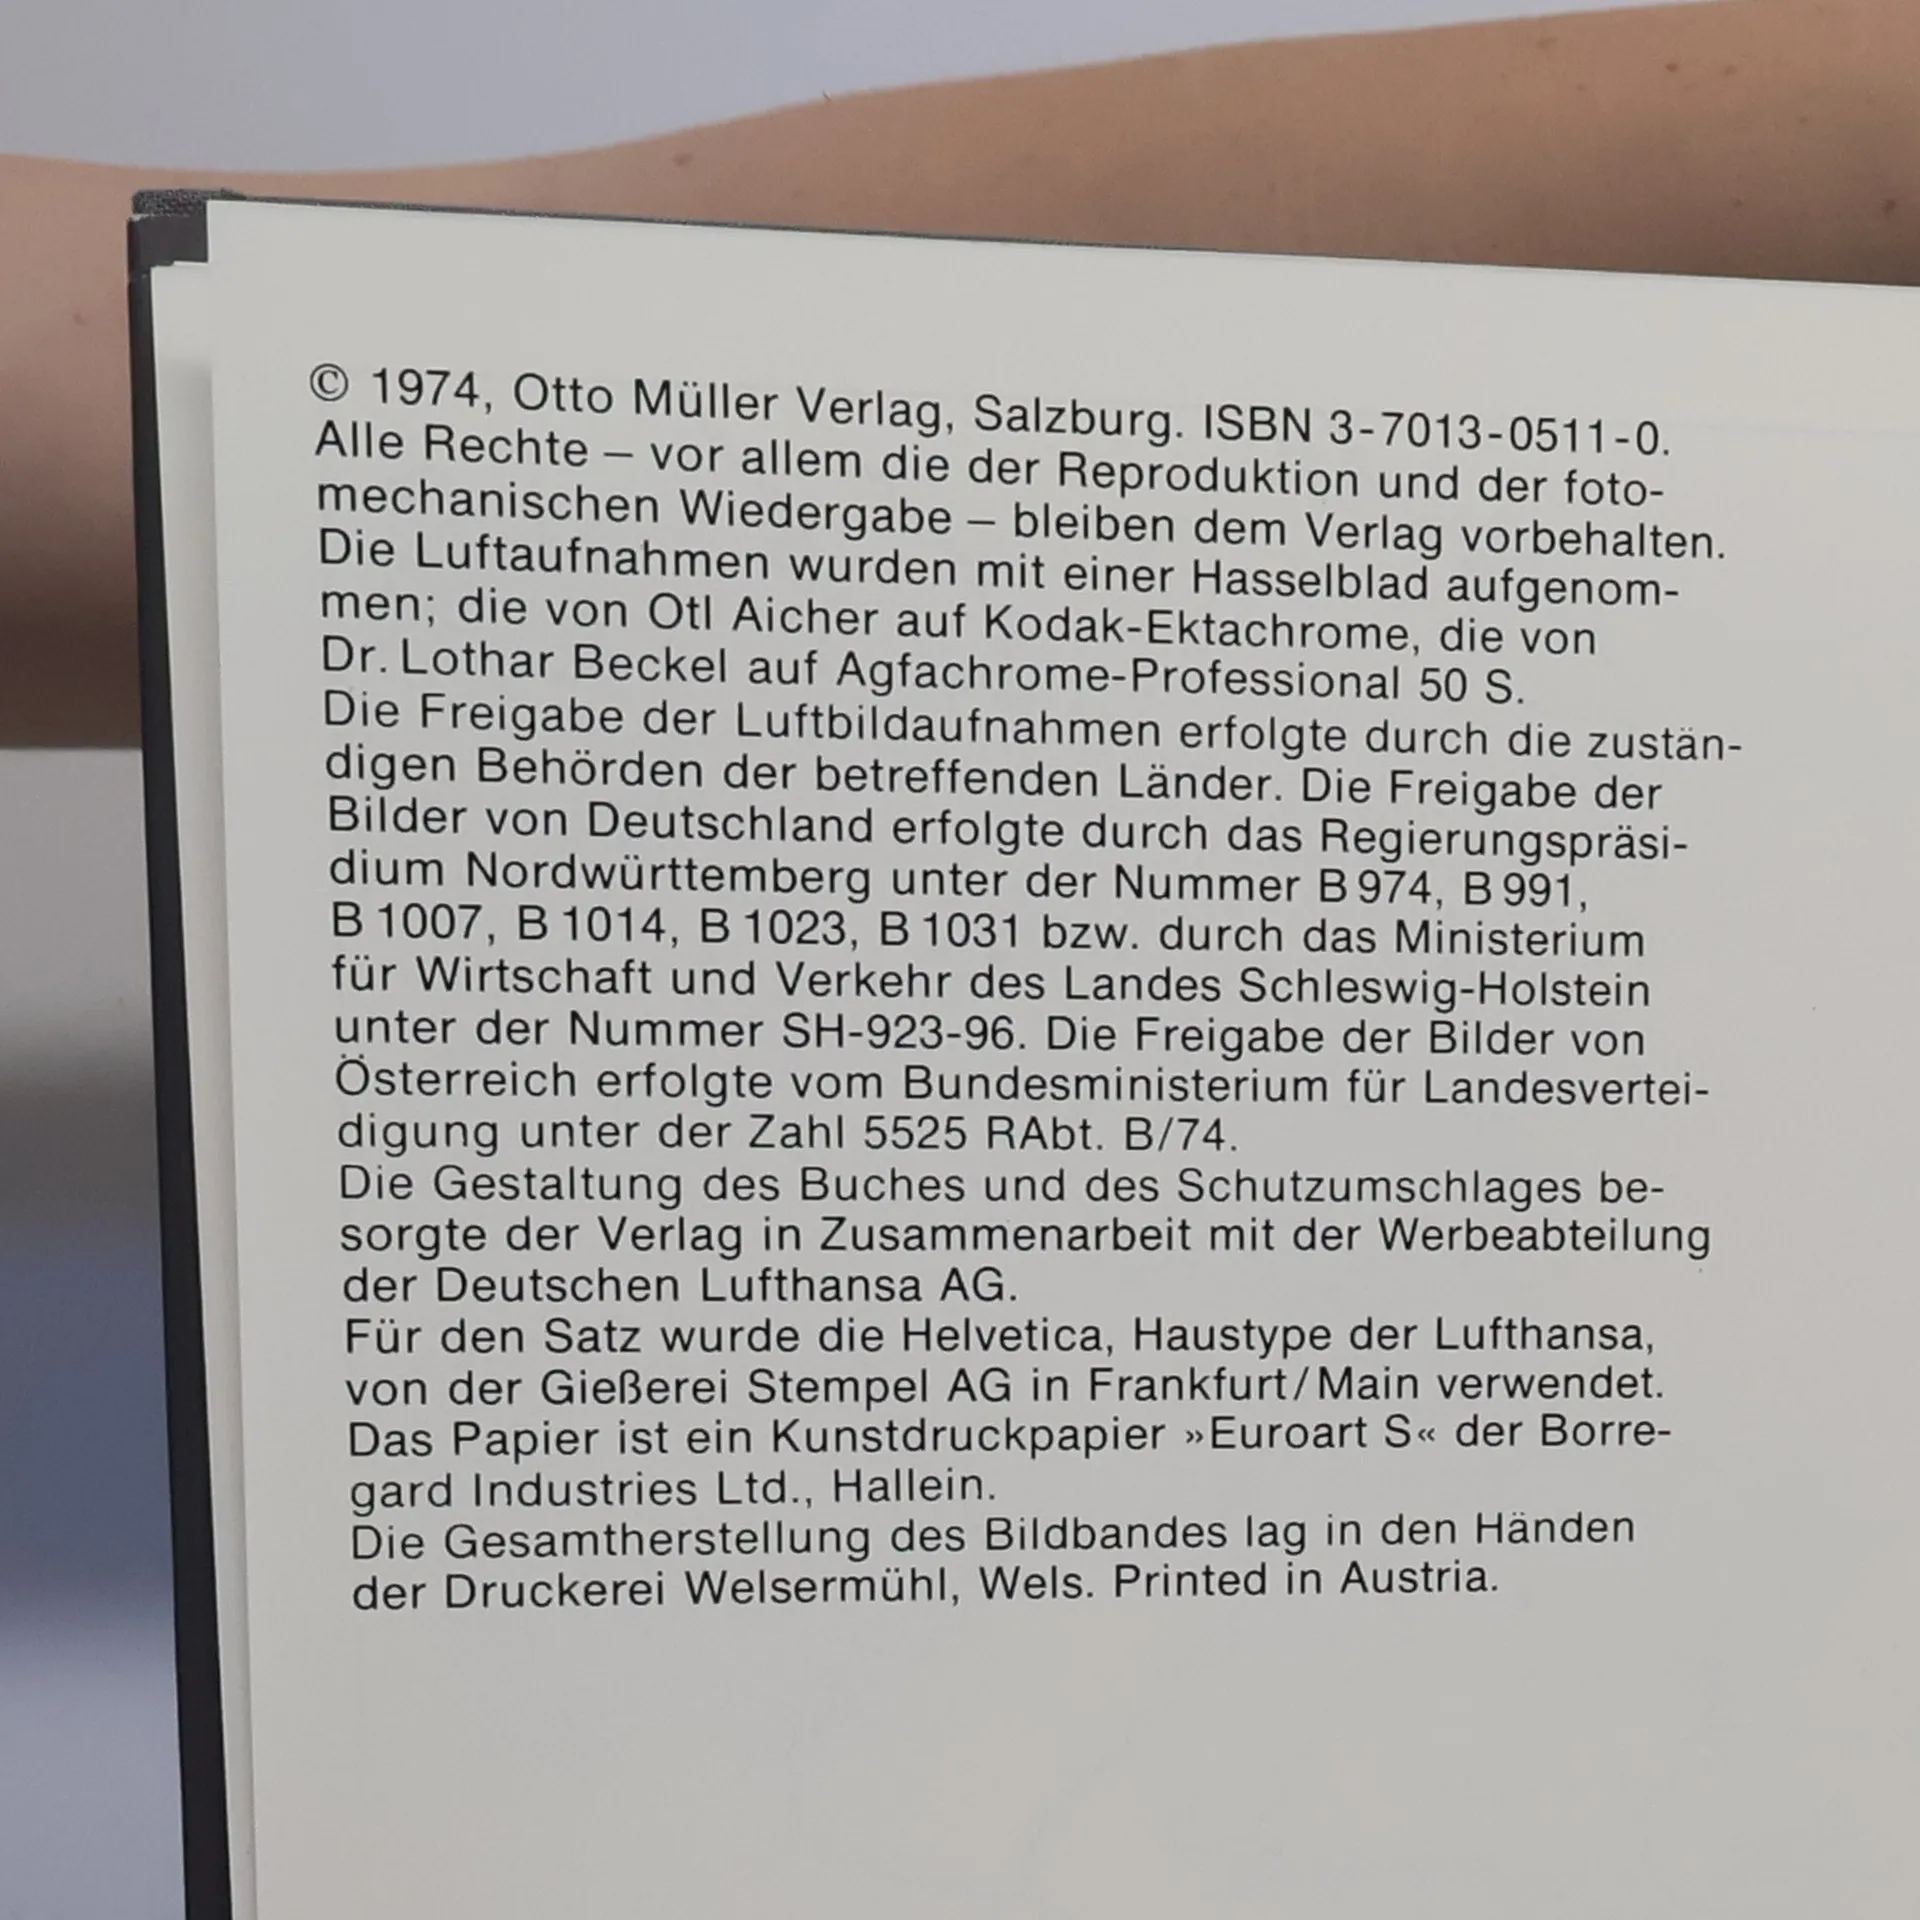 © 1974, Otto Müller Verlag, Salzburg. ISBN 3-7013-0511-0.
Alle Rechte – vor allem die der Reproduktion und der foto-
mechanischen Wiedergabe – bleiben dem Verlag vorbehalten.
Die Luftaufnahmen wurden mit einer Hasselblad aufgenom-
men; die von Otl Aicher auf Kodak-Ektachrome, die von
Dr. Lothar Beckel auf Agfachrome-Professional 50 S.
Die Freigabe der Luftbildaufnahmen erfolgte durch die zustän-
digen Behörden der betreffenden Länder. Die Freigabe der
Bilder von Deutschland erfolgte durch das Regierungspräsi-
dium Nordwürttemberg unter der Nummer B 974, B 991,
B 1007, B 1014, B 1023, B 1031 bzw. durch das Ministerium
für Wirtschaft und Verkehr des Landes Schleswig-Holstein
unter der Nummer SH-923-96. Die Freigabe der Bilder von
Österreich erfolgte vom Bundesministerium für Landesvertei-
digung unter der Zahl 5525 RAbt. B/74.
Die Gestaltung des Buches und des Schutzumschlages be-
sorgte der Verlag in Zusammenarbeit mit der Werbeabteilung
der Deutschen Lufthansa AG.
Für den Satz wurde die Helvetica, Haustype der Lufthansa,
von der Gießerei Stempel AG in Frankfurt/Main verwendet.
Das Papier ist ein Kunstdruckpapier »Euroart S« der Borre-
gard Industries Ltd., Hallein.
Die Gesamtherstellung des Bildbandes lag in den Händen
der Druckerei Welsermühl, Wels. Printed in Austria.